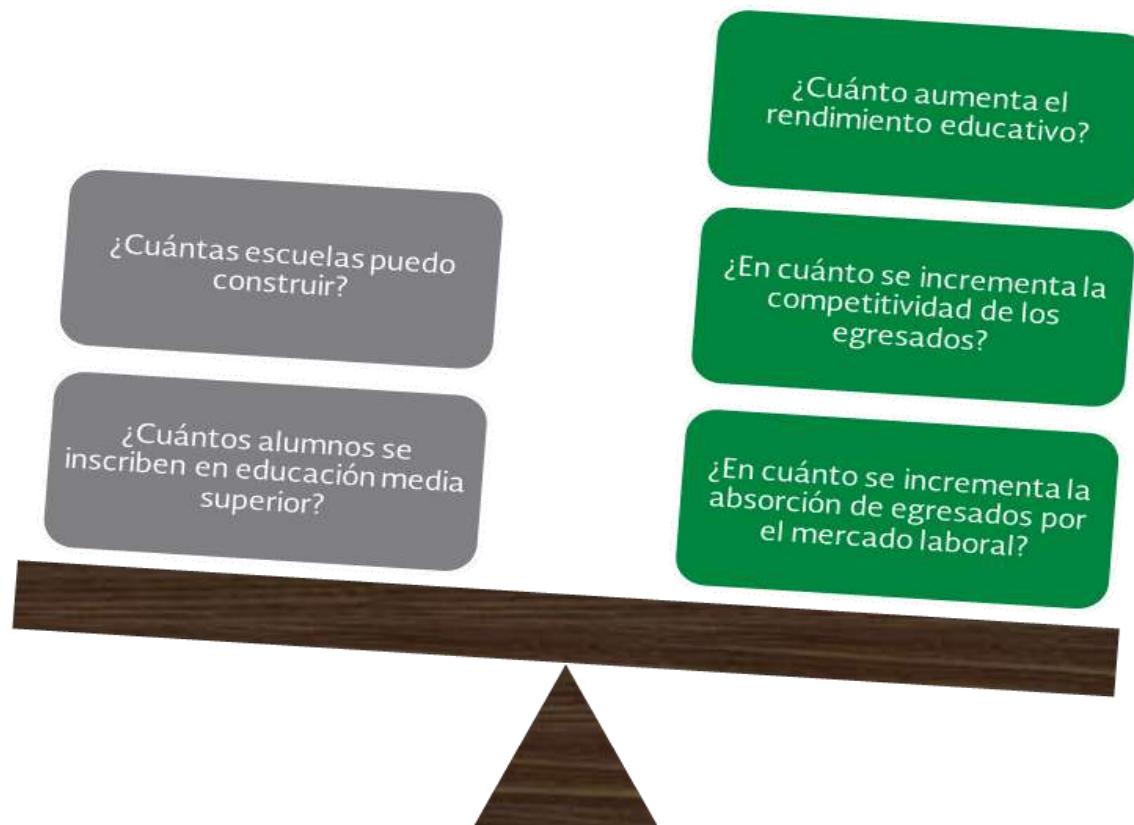 ¿Cuántas escuelas puedo
construir?
¿Cuántos alumnos se
inscriben en educación media
superior?
¿Cuánto aumenta el
rendimiento educativo?
¿En cuánto se incrementa la
competitividad de los
egresados?
¿En cuánto se incrementa la
absorción de egresados por
el mercado laboral?